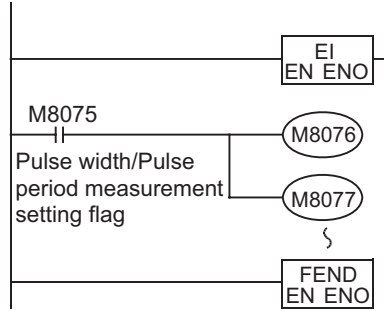 EI
EN ENO
M8075
M8076
Pulse width/Pulse
period measurement
setting flag
M8077
FEND
EN ENO